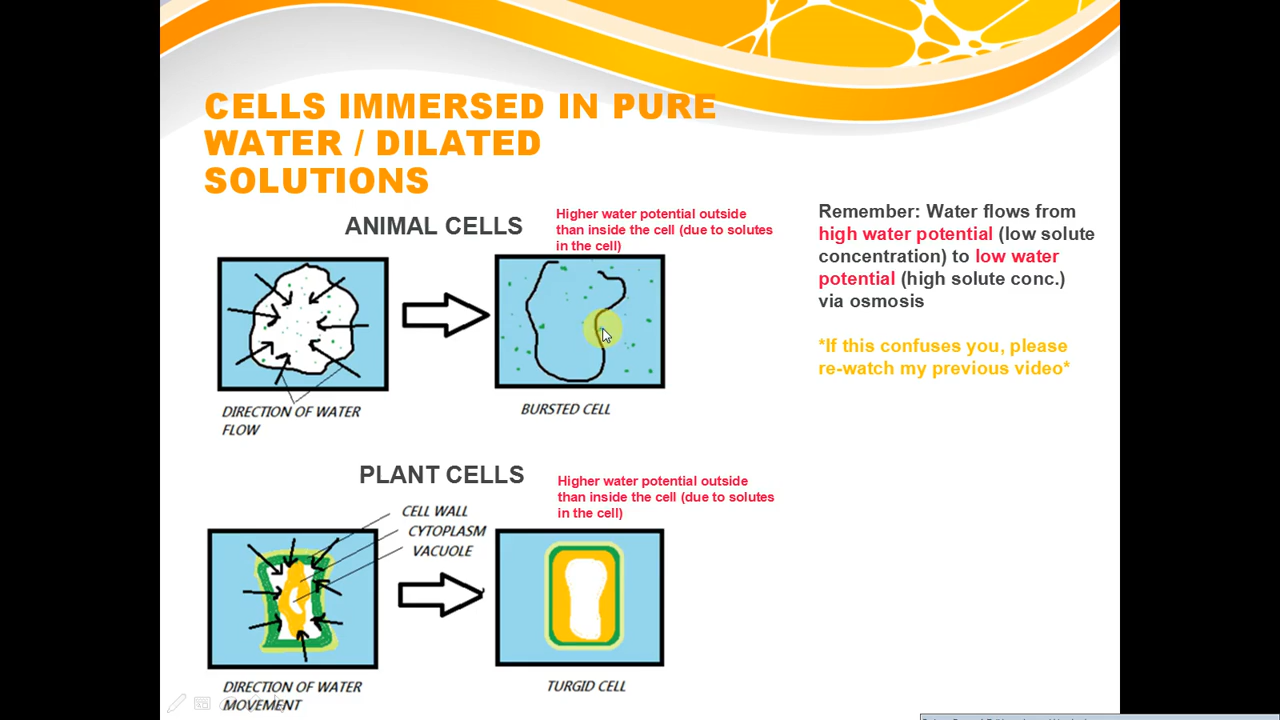 CELLS IMMERSED IN PURE
WATER / DILATED
SOLUTIONS
ANIMAL CELLS
Higher water potential outside
than inside the cell (due to solutes
in the cell)
DIRECTION OF WATER
FLOW
BURSTED CELL
Remember: Water flows from
high water potential (low solute
concentration) to low water
potential (high solute conc.)
via osmosis
*If this confuses you, please
re-watch my previous video*
PLANT CELLS
Higher water potential outside
than inside the cell (due to solutes
in the cell)
CELL WALL
CYTOPLASM
VACUOLE
DIRECTION OF WATER
MOVEMENT
TURGID CELL